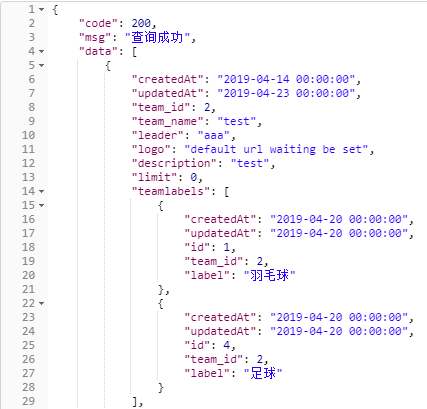 1 {
2 "code": 200,
3 "msg": "查询成功",
4 "data": [
5 {
6 "createdAt": "2019-04-14 00:00:00",
7 "updatedAt": "2019-04-23 00:00:00",
8 "team_id": 2,
9 "team_name": "test",
10 "leader": "aaa",
11 "logo": "default url waiting be set",
12 "description": "test",
13 "limit": 0,
14 "teamlabels": [
15 {
16 "createdAt": "2019-04-20 00:00:00",
17 "updatedAt": "2019-04-20 00:00:00",
18 "id": 1,
19 "team_id": 2,
20 "label": "羽毛球"
21 },
22 {
23 "createdAt": "2019-04-20 00:00:00",
24 "updatedAt": "2019-04-20 00:00:00",
25 "id": 4,
26 "team_id": 2,
27 "label": "足球"
28 }
29 ],